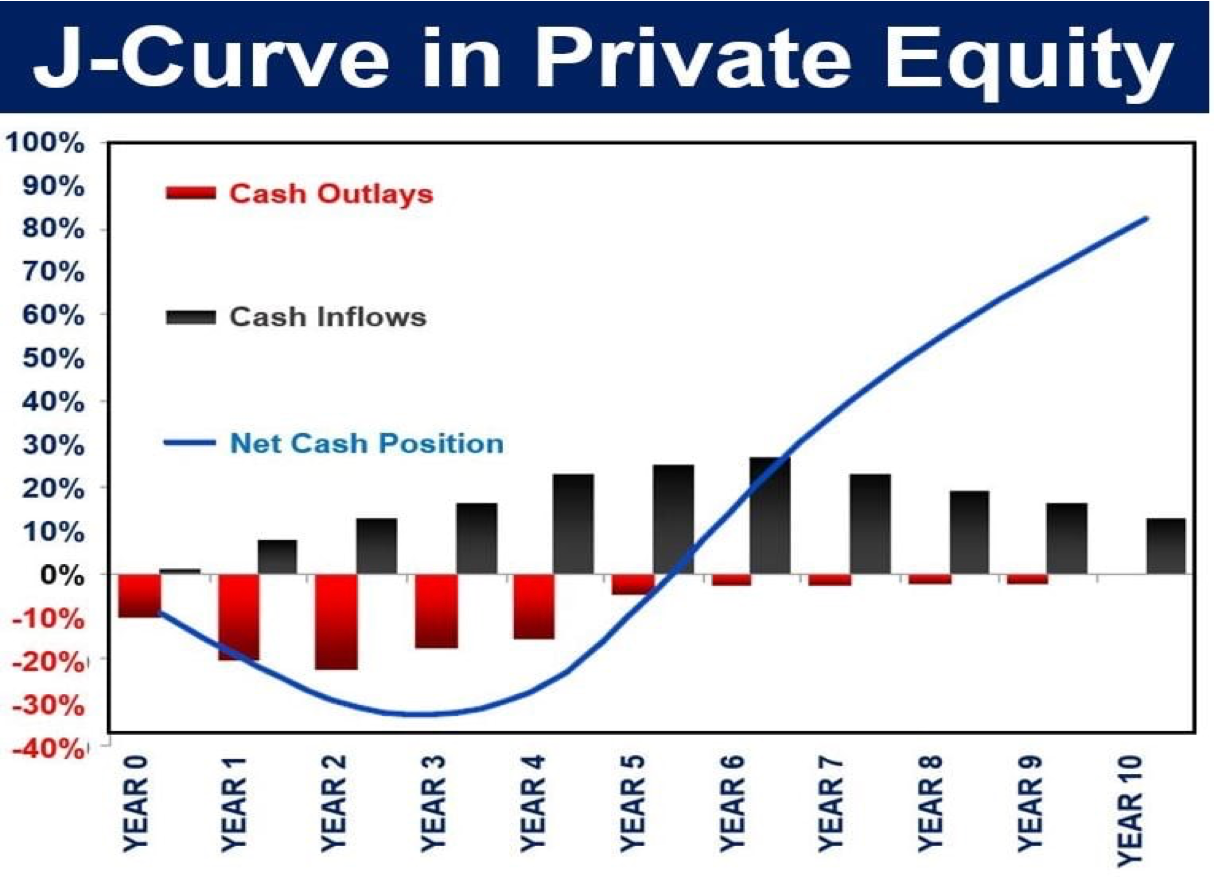 J-Curve in Private Equity
100%
90%
80%
70%
60%
50%
40%
30%
20%
10%
0%
-10%
-20%
-30%
-40%
Cash Outlays
Cash Inflows
Net Cash Position
YEAR 0
YEAR 1
YEAR 2
YEAR 3
YEAR 4
YEAR 5
YEAR 6
YEAR 7
YEAR 8
YEAR 9
YEAR 10